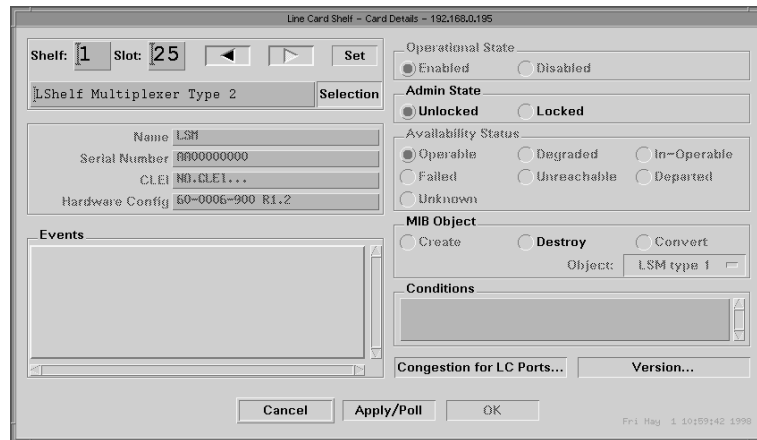 Line Card Shelf – Card Details – 192.168.0.195
Shelf: 1 Slot: 25 Set
LShelf Multiplexer Type 2 Selection
Name LSM
Serial Number AA00000000
CLEI NO.CLEI...
Hardware Config 60-0006-900 R1.2
Events
Operational State
Enabled Disabled
Admin State
Unlocked Locked
Availability Status
Operable Degraded In-Operable
Failed Unreachable Departed
Unknown
MIB Object
Create Destroy Convert
Object: LSM type 1
Conditions
Congestion for LC Ports... Version...
Cancel Apply/Poll OK
Fri May 1 10:59:42 1998